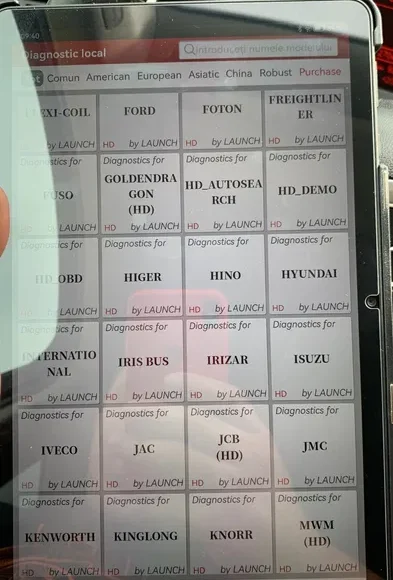 09:40
Diagnostic local
introduceți numele modelului
Comun American European Asiatic China Robust Purchase
FLEXI-COIL FORD FOTON FREIGHTLIN
ER
by LAUNCH HD by LAUNCH HD by LAUNCH HD by LAUNCH
Diagnostics for Diagnostics for Diagnostics for Diagnostics for
FUSO GOLDENDRA
GON
(HD) HD_AUTOSEA
RCH HD_DEMO
by LAUNCH HD by LAUNCH HD by LAUNCH HD by LAUNCH
Diagnostics for Diagnostics for Diagnostics for Diagnostics for
HD_OBD HIGER HINO HYUNDAI
by LAUNCH HD by LAUNCH HD by LAUNCH HD by LAUNCH
Diagnostics for Diagnostics for Diagnostics for Diagnostics for
INTERNATIO
NAL IRIS BUS IRIZAR ISUZU
HD by LAUNCH HD by LAUNCH HD by LAUNCH HD by LAUNCH
Diagnostics for Diagnostics for Diagnostics for Diagnostics for
IVECO JAC JCB
(HD) JMC
HD by LAUNCH HD by LAUNCH HD by LAUNCH HD by LAUNCH
Diagnostics for Diagnostics for Diagnostics for Diagnostics for
KENWORTH KINGLONG KNORR MWM
(HD)
HD by LAUNCH HD by LAUNCH HD by LAUNCH HD by LAUNCH